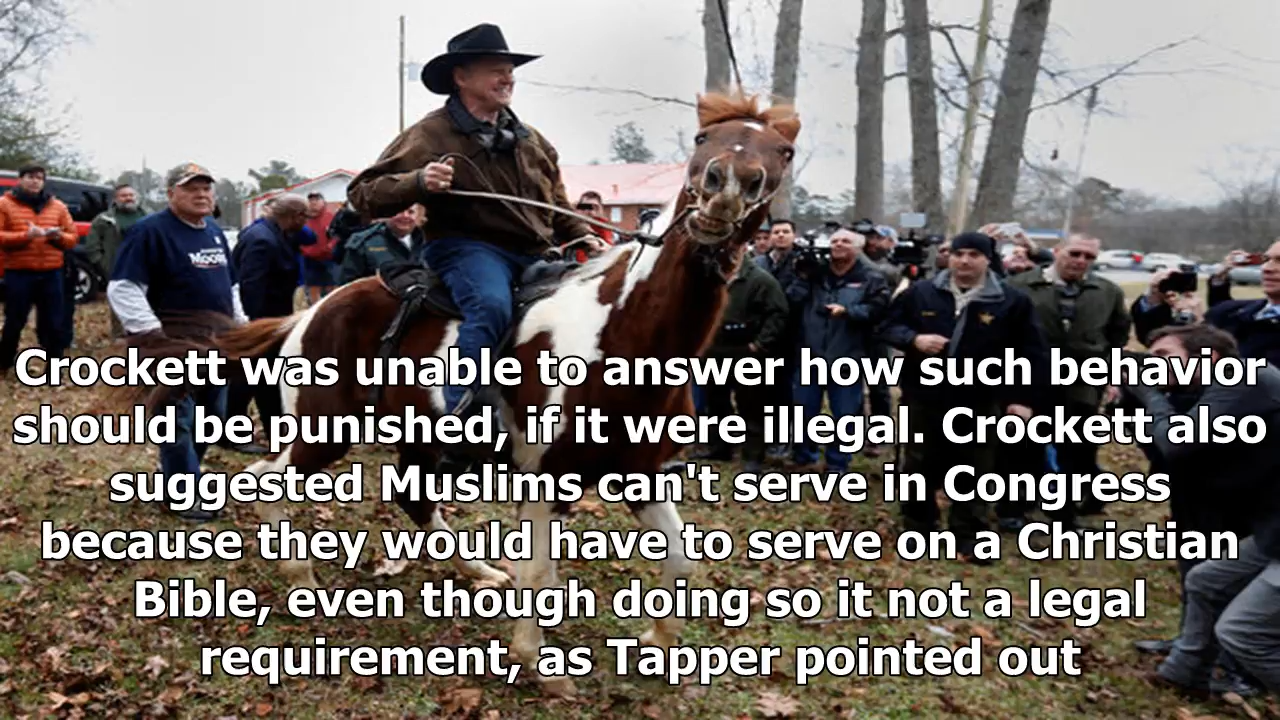 MOORE
Crockett was unable to answer how such behavior
should be punished, if it were illegal. Crockett also
suggested Muslims can't serve in Congress
because they would have to serve on a Christian
Bible, even though doing so it not a legal
requirement, as Tapper pointed out